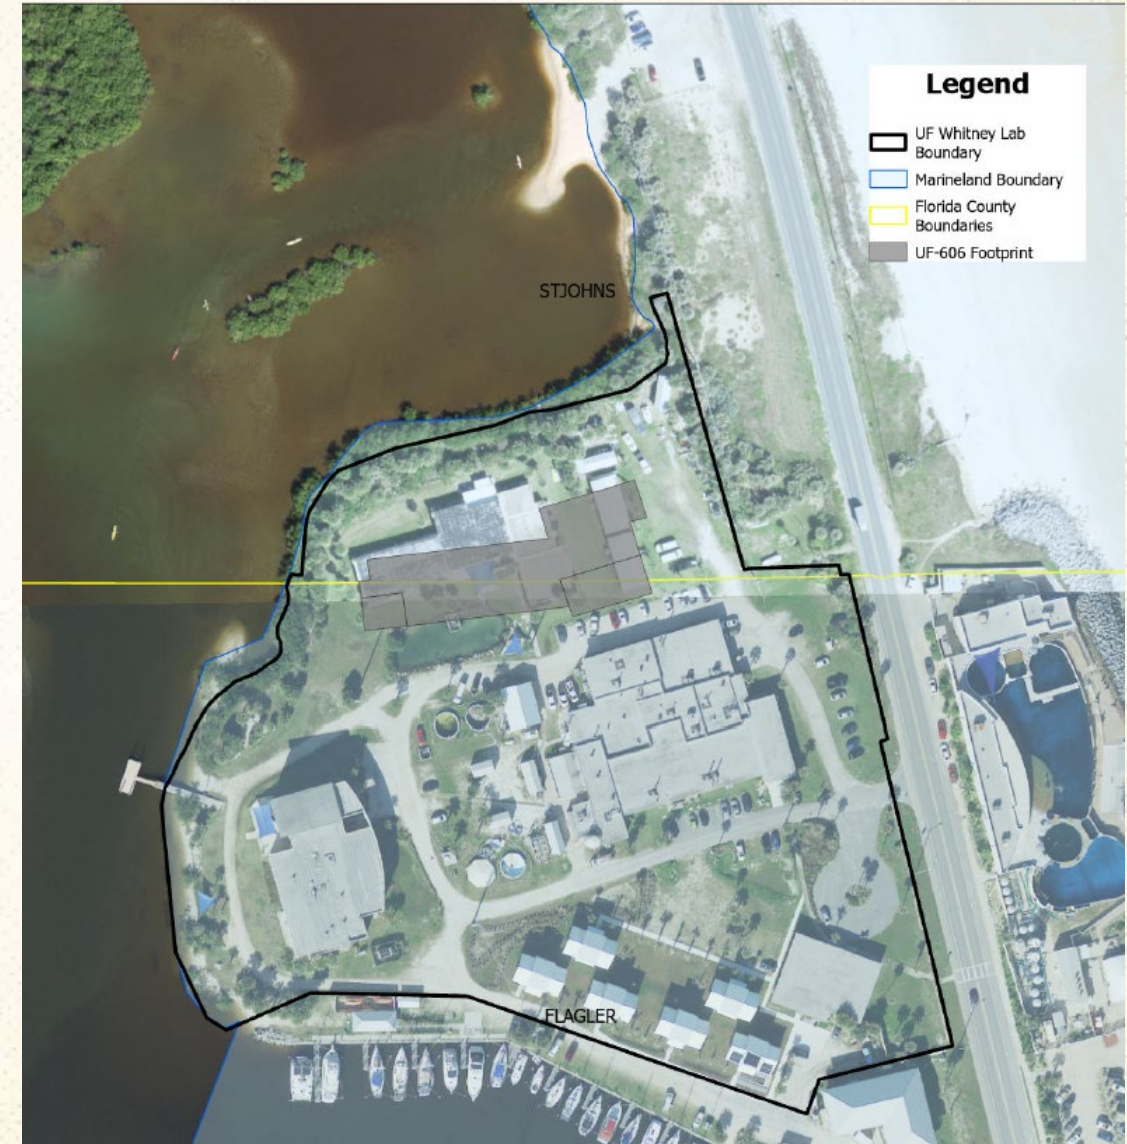 Legend
UF Whitney Lab
Boundary
Marineland Boundary
Florida County
Boundaries
UF-606 Footprint
STJOHNS
FLAGLER